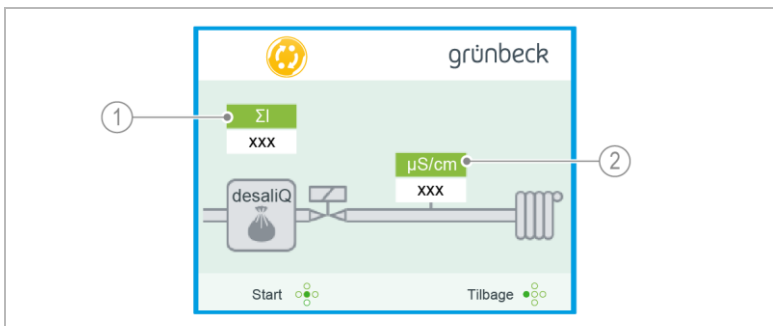 grünbeck
1
Σl
xxx
µS/cm
2
xxx
desaliQ
Start
Tilbage